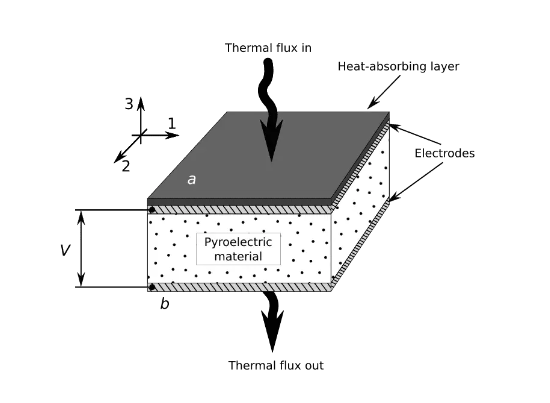 Thermal flux in
Heat-absorbing layer
3
1
2
Electrodes
a
V
Pyroelectric
material
b
Thermal flux out